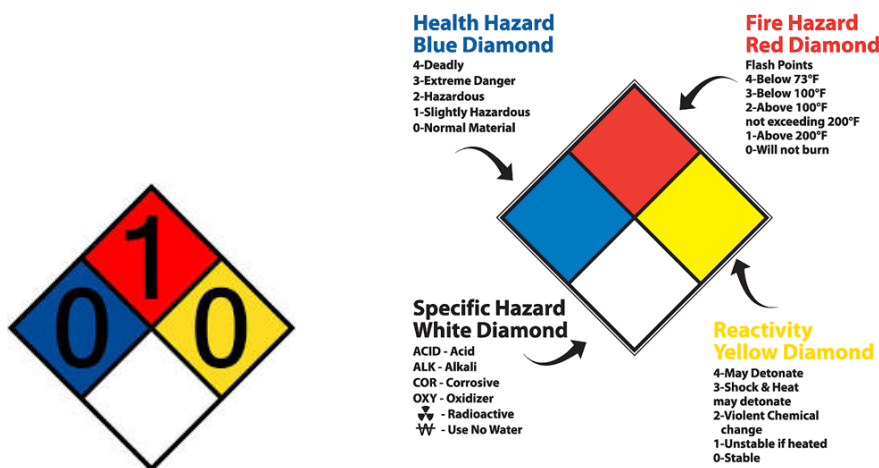 1
0 0
Health Hazard
Blue Diamond
4-Deadly
3-Extreme Danger
2-Hazardous
1-Slightly Hazardous
0-Normal Material
Fire Hazard
Red Diamond
Flash Points
4-Below 73°F
3-Below 100°F
2-Above 100°F
not exceeding 200°F
1-Above 200°F
0-Will not burn
Specific Hazard
White Diamond
ACID - Acid
ALK - Alkali
COR - Corrosive
OXY - Oxidizer
- Radioactive
W - Use No Water
Reactivity
Yellow Diamond
4-May Detonate
3-Shock & Heat
may detonate
2-Violent Chemical
change
1-Unstable if heated
0-Stable